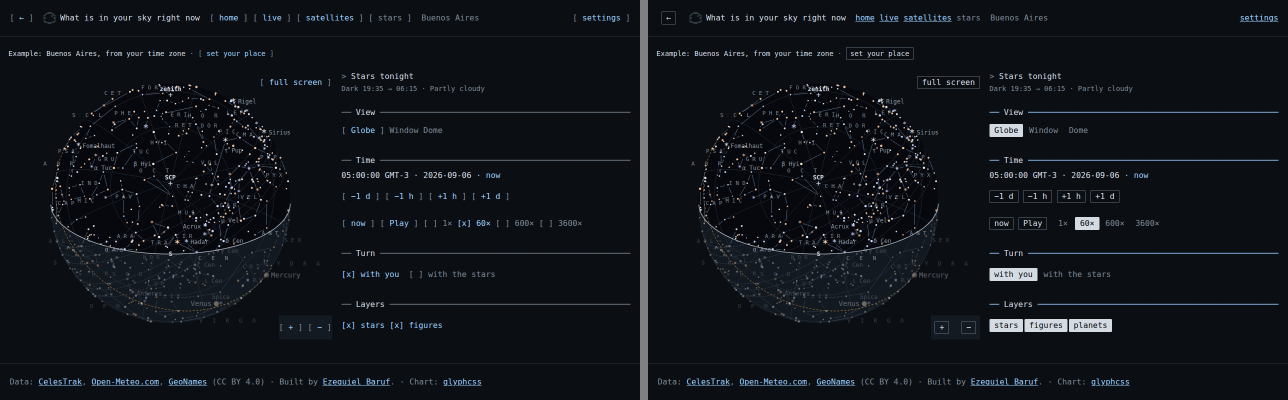 [ ← ] What is in your sky right now [ home ] [ live ] [ satellites ] [ stars ] Buenos Aires [ settings ]
Example: Buenos Aires, from your time zone · [ set your place ]
[ full screen ]
zenith
Rigel
Sirius
Fomalhaut
α Tuc
β Hyi
SCP
Acrux
Hadar
S
Mercury
Venus
Spica
[ + ] [ − ]
> Stars tonight
Dark 19:35 → 06:15 · Partly cloudy
View
[ Globe ] Window Dome
Time
05:00:00 GMT-3 · 2026-09-06 · now
[ −1 d ] [ −1 h ] [ +1 h ] [ +1 d ]
[ now ] [ Play ] [ ] 1× [x] 60× [ ] 600× [ ] 3600×
Turn
[x] with you [ ] with the stars
Layers
[x] stars [x] figures
Data: CelesTrak, Open-Meteo.com, GeoNames (CC BY 4.0) · Built by Ezequiel Baruf. · Chart: glyphcss
← What is in your sky right now home live satellites stars Buenos Aires settings
Example: Buenos Aires, from your time zone · set your place
full screen
zenith
Rigel
Sirius
Fomalhaut
α Tuc
β Hyi
SCP
Acrux
Hadar
S
Mercury
Venus
Spica
+ −
> Stars tonight
Dark 19:35 → 06:15 · Partly cloudy
View
Globe Window Dome
Time
05:00:00 GMT-3 · 2026-09-06 · now
−1 d −1 h +1 h +1 d
now Play 1× 60× 600× 3600×
Turn
with you with the stars
Layers
stars figures planets
Data: CelesTrak, Open-Meteo.com, GeoNames (CC BY 4.0) · Built by Ezequiel Baruf. · Chart: glyphcss